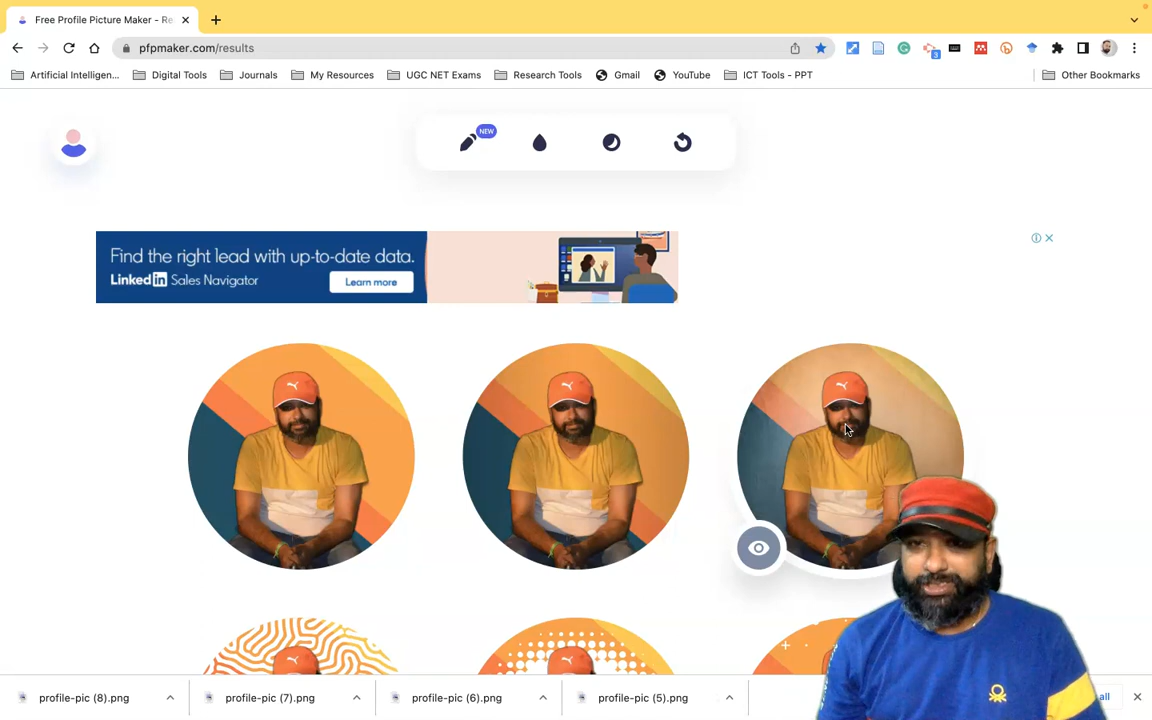 Free Profile Picture Maker - Re
pfpmaker.com/results
3
Artificial Intelligen...
Digital Tools
Journals
My Resources
UGC NET Exams
Research Tools
Gmail
YouTube
ICT Tools - PPT
Other Bookmarks
NEW
Find the right lead with up-to-date data.
LinkedIn Sales Navigator
Learn more
profile-pic (8).png
profile-pic (7).png
profile-pic (6).png
profile-pic (5).png
all